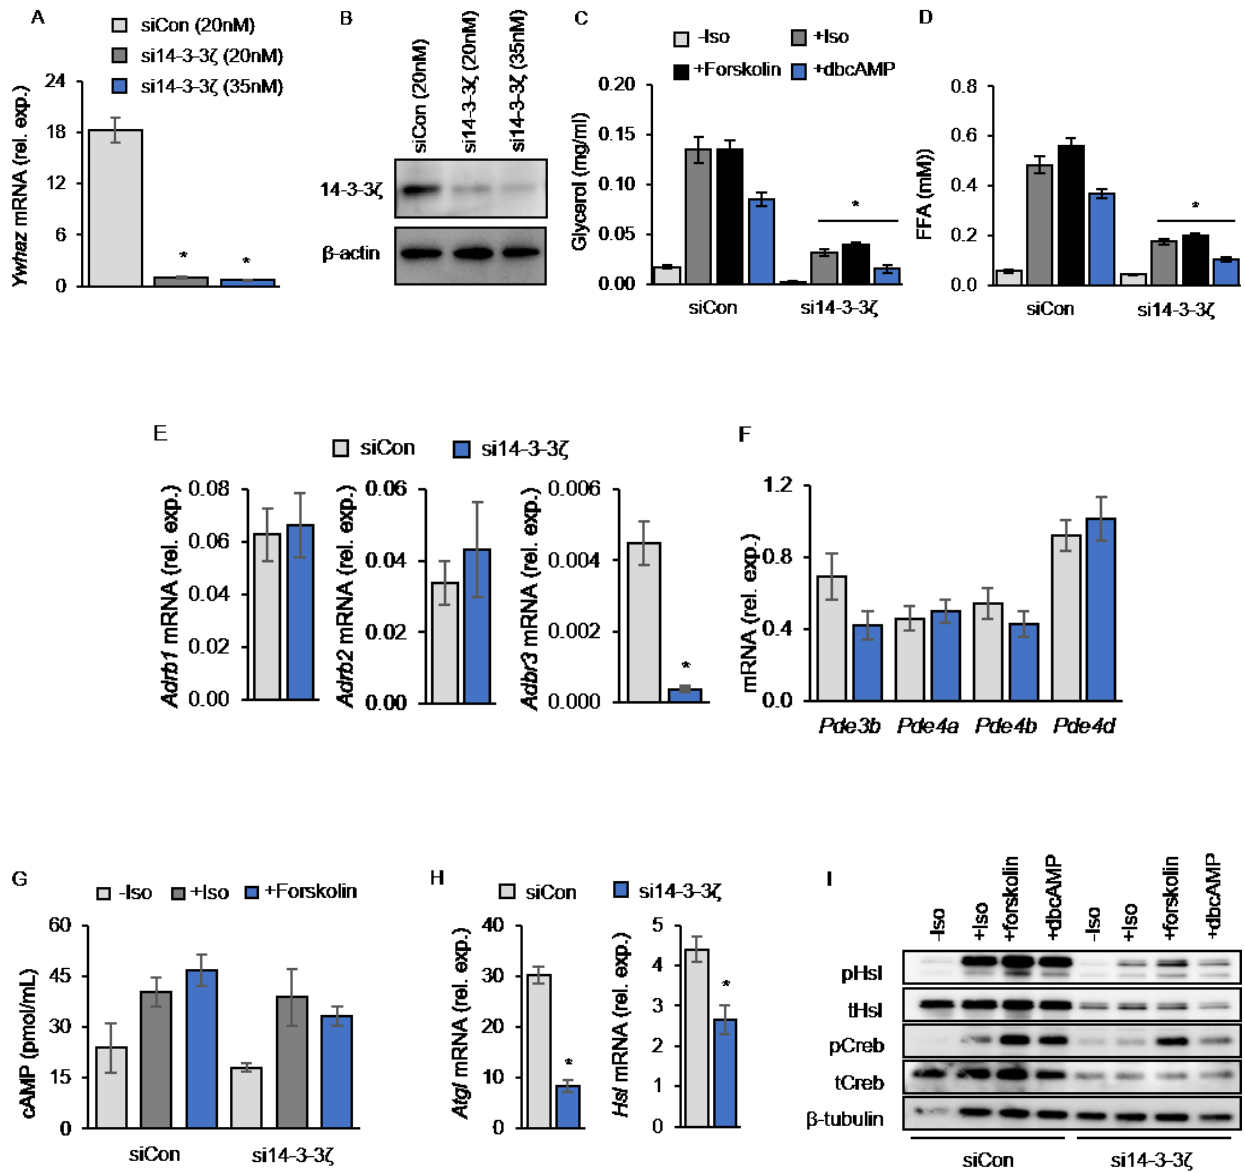 A
siCon (20nM)
si14-3-3ζ (20nM)
si14-3-3ζ (35nM)
Ywhaz mRNA (rel. exp.)
24
18
12
6
0
*
*
B
siCon (20nM)
si14-3-3ζ (20nM)
si14-3-3ζ (35nM)
14-3-3ζ
β-actin
C
-Iso
+Iso
+Forskolin
+dbcAMP
Glycerol (mg/ml)
0.20
0.15
0.10
0.05
0.00
*
siCon
si14-3-3ζ
D
FFA (mM))
0.8
0.6
0.4
0.2
0.0
*
siCon
si14-3-3ζ
E
siCon
si14-3-3ζ
Adrb1 mRNA (rel. exp.)
0.08
0.06
0.04
0.02
0.00
Adrb2 mRNA (rel. exp.)
0.06
0.04
0.02
0.00
Adbr3 mRNA (rel. exp.)
0.006
0.004
0.002
0.000
*
F
mRNA (rel. exp.)
1.2
0.8
0.4
0.0
Pde3b
Pde4a
Pde4b
Pde4d
G
-Iso
+Iso
+Forskolin
cAMP (pmol/mL)
60
45
30
15
0
siCon
si14-3-3ζ
H
siCon
si14-3-3ζ
Atgl mRNA (rel. exp.)
40
30
20
10
0
*
Hsl mRNA (rel. exp.)
5
4
3
2
1
0
*
I
-Iso
+Iso
+forskolin
+dbcAMP
-Iso
+Iso
+forskolin
+dbcAMP
pHsl
tHsl
pCreb
tCreb
β-tubulin
siCon
si14-3-3ζ